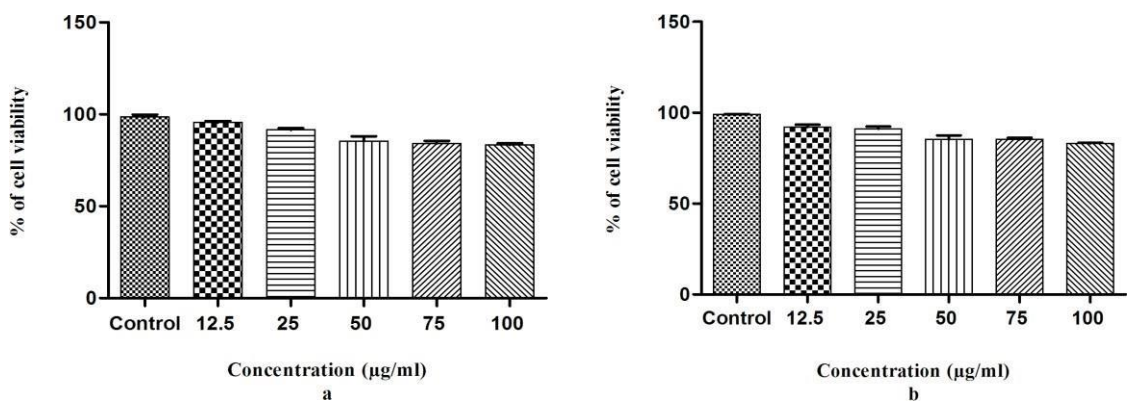 150
100
50
0
% of cell viability
Control 12.5 25 50 75 100
Concentration (µg/ml)
a
150
100
50
0
% of cell viability
Control 12.5 25 50 75 100
Concentration (µg/ml)
b